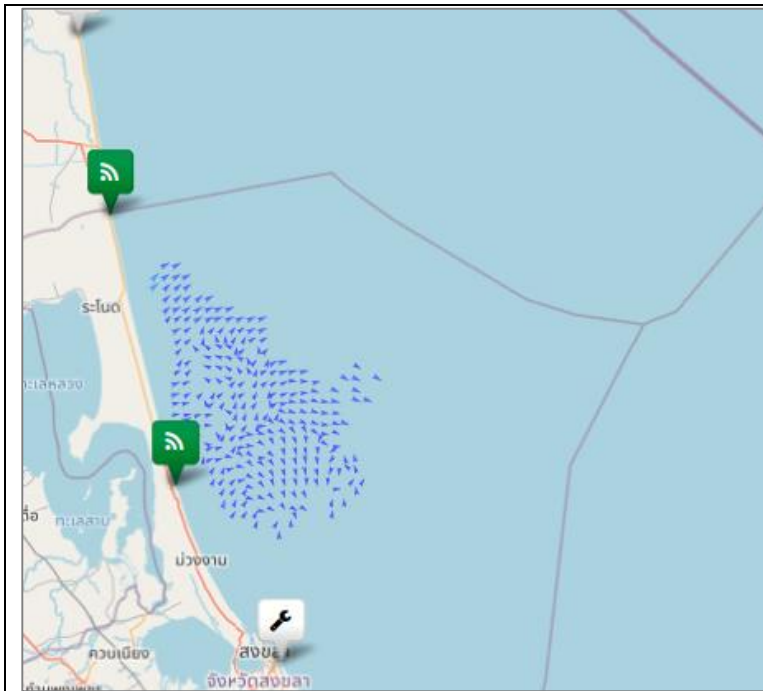 ระโนด
ทะเลหลวง
ทะเลสาบ
ม่วงงาม
ควนเนียง
สงขลา
จังหวัดสงขลา